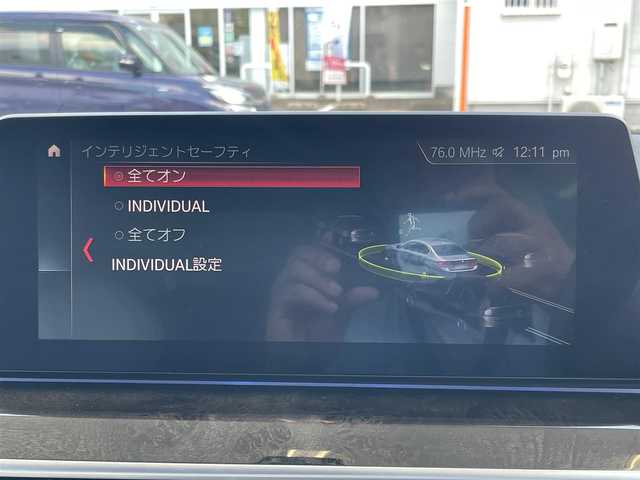 インテリジェントセーフティ
76.0 MHz 12:11 pm
全てオン
INDIVIDUAL
全てオフ
INDIVIDUAL設定